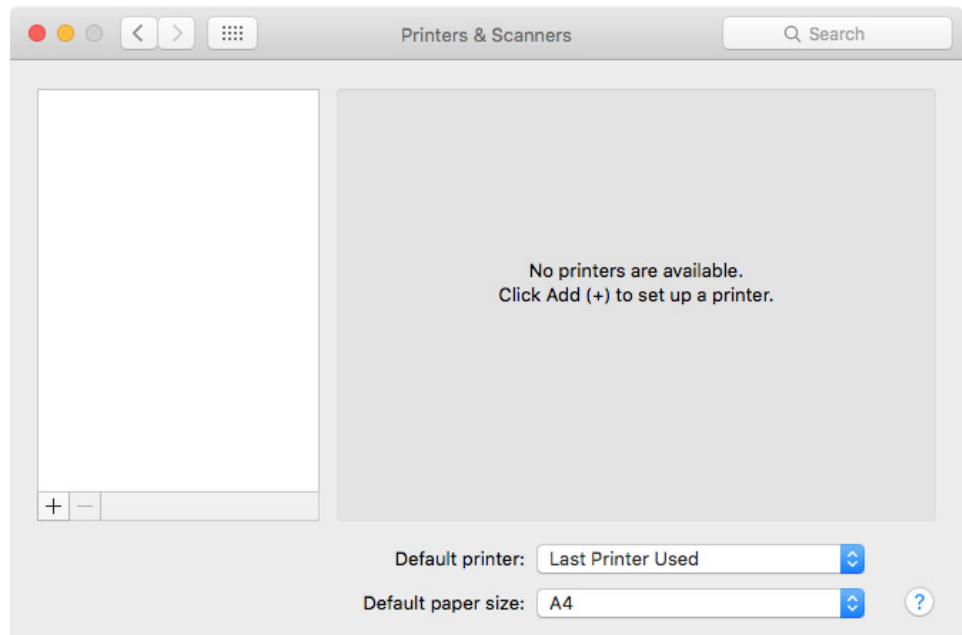 Printers & Scanners
Search
No printers are available.
Click Add (+) to set up a printer.
Default printer: Last Printer Used
Default paper size: A4
?